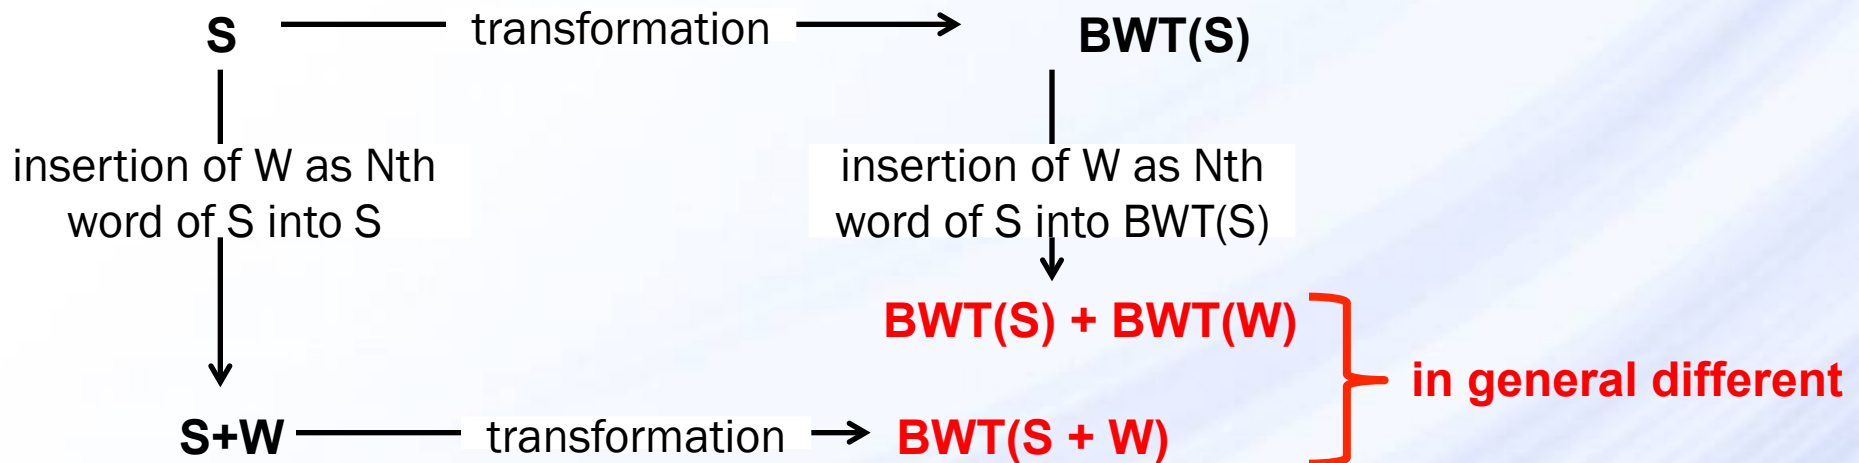 S transformation BWT(S)
insertion of W as Nth
word of S into S
insertion of W as Nth
word of S into BWT(S)
BWT(S) + BWT(W)
in general different
S+W transformation BWT(S + W)